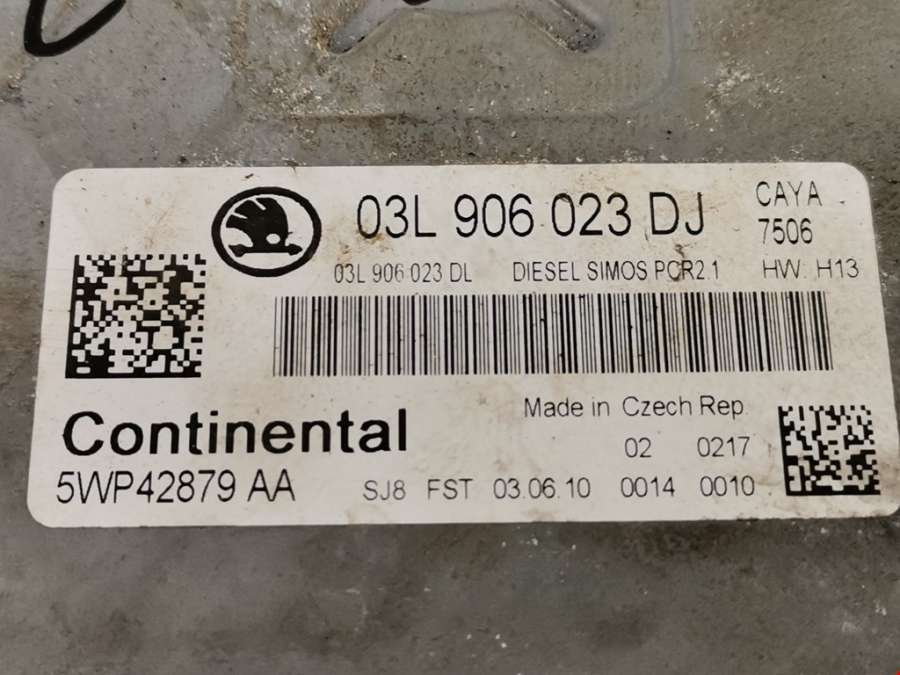 03L 906 023 DJ CAYA
7506
03L 906 023 DL DIESEL SIMOS PCR2.1 HW: H13
Made in Czech Rep.
Continental
02 0217
5WP42879 AA SJ8 FST 03.06.10 0014 0010